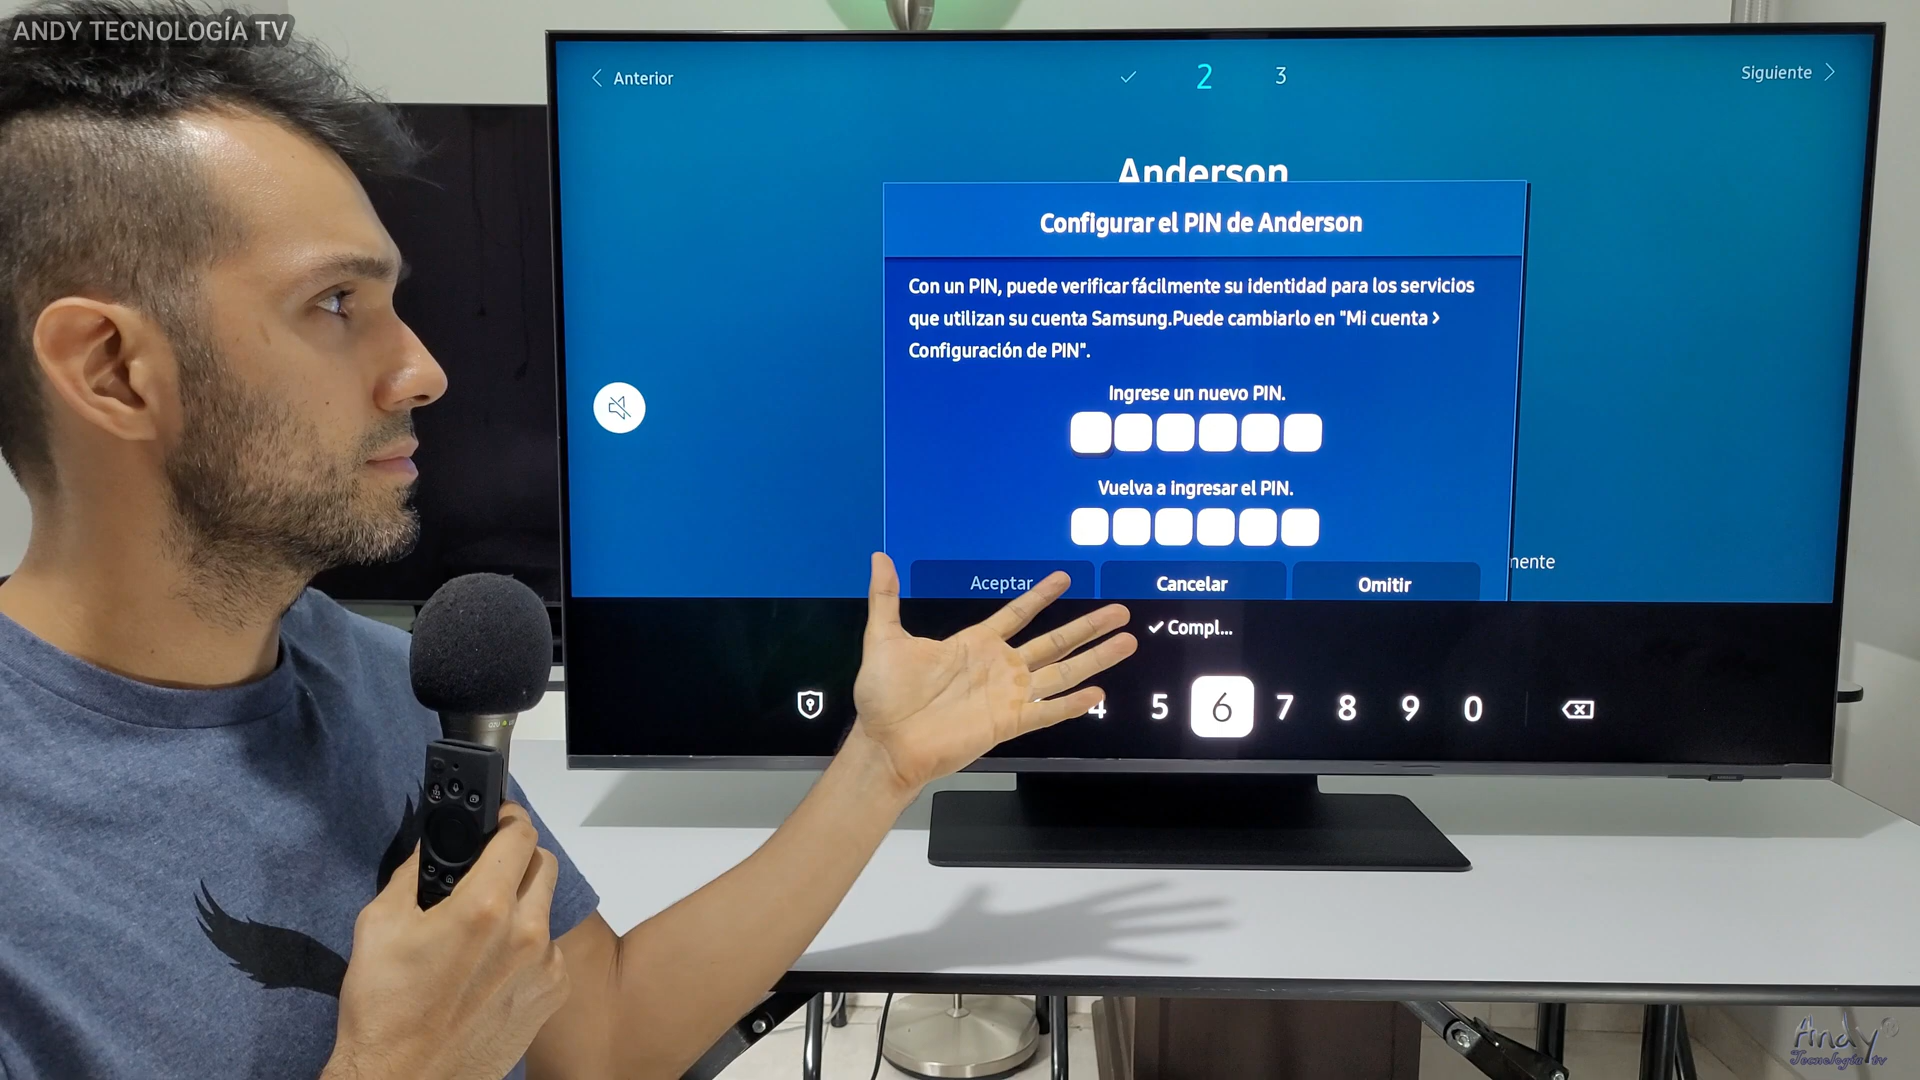 ANDY TECNOLOGÍA TV
Anterior
2
3
Siguiente
Anderson
Configurar el PIN de Anderson
Con un PIN, puede verificar fácilmente su identidad para los servicios
que utilizan su cuenta Samsung.Puede cambiarlo en "Mi cuenta >
Configuración de PIN".
Ingrese un nuevo PIN.
Vuelva a ingresar el PIN.
mente
Aceptar
Cancelar
Omitir
Compl...
4 5 6 7 8 9 0
Andy
Tecnología tv